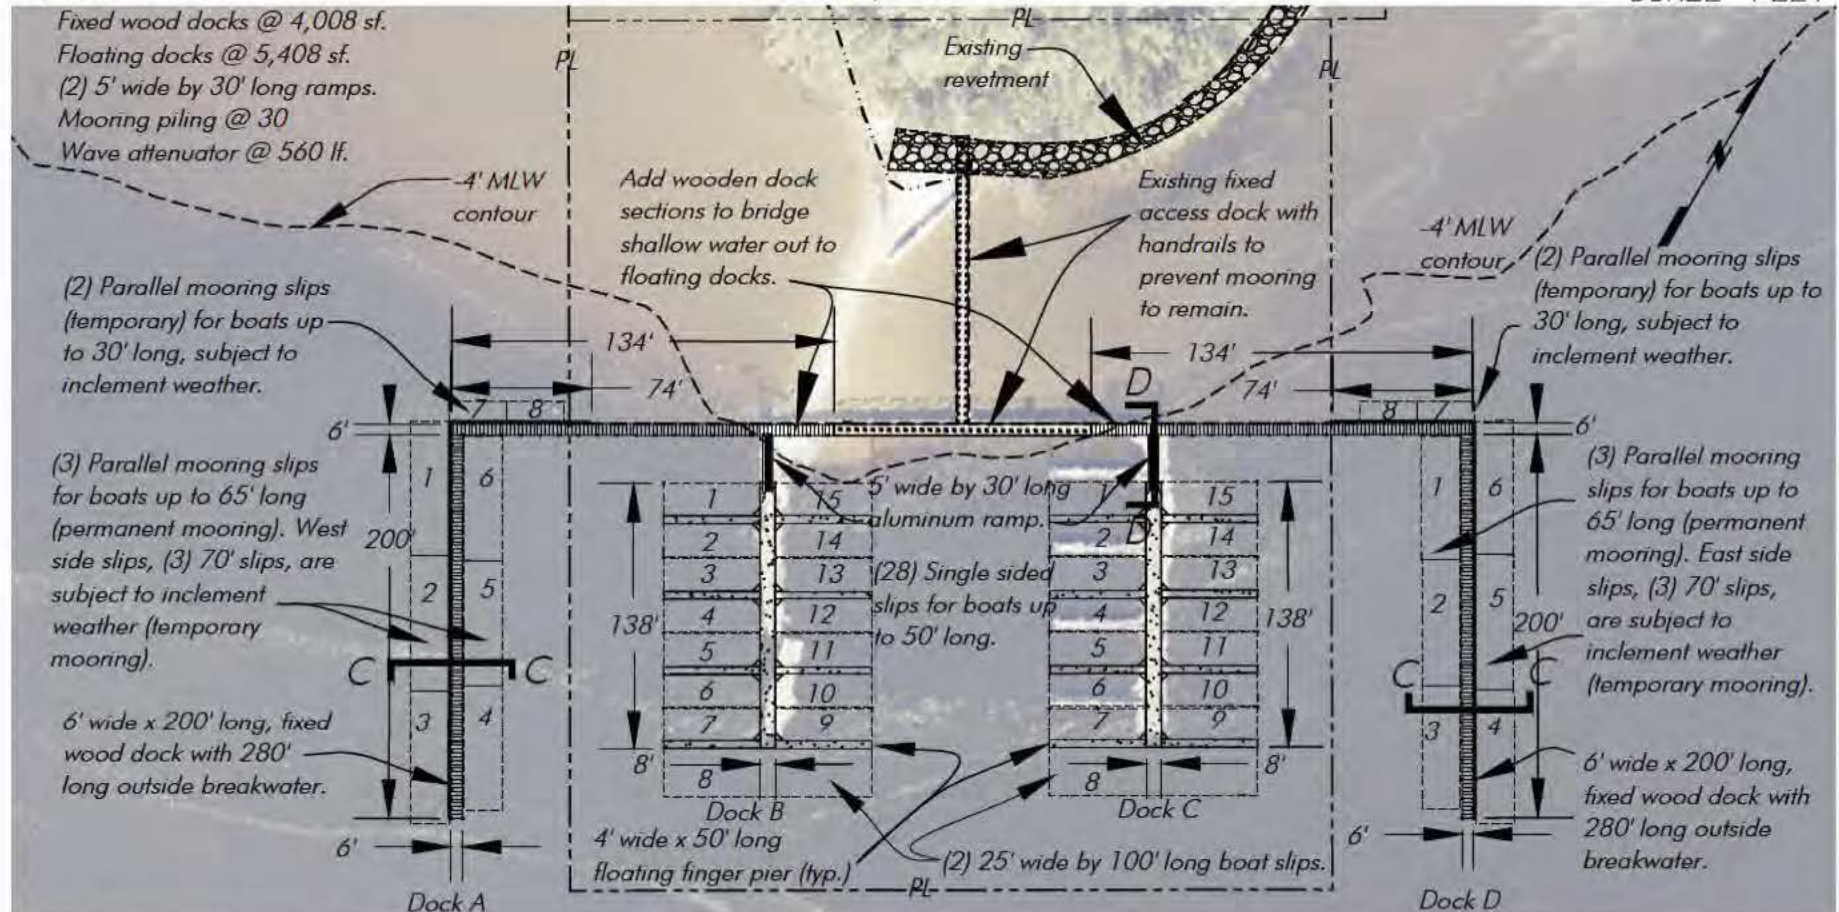 Fixed wood docks @ 4,008 sf.
Floating docks @ 5,408 sf.
(2) 5' wide by 30' long ramps.
Mooring piling @ 30
Wave attenuator @ 560 lf.
PL
PL
PL
Existing
revetment
-4' MLW
contour
Add wooden dock
sections to bridge
shallow water out to
floating docks.
Existing fixed
access dock with
handrails to
prevent mooring
to remain.
-4' MLW
contour
(2) Parallel mooring slips
(temporary) for boats up
to 30' long, subject to
inclement weather.
(2) Parallel mooring slips
(temporary) for boats up to
30' long, subject to
inclement weather.
134'
74'
134'
74'
D
D
7
8
8
7
6'
6'
(3) Parallel mooring slips
for boats up to 65' long
(permanent mooring). West
side slips, (3) 70' slips, are
subject to inclement
weather (temporary
mooring).
200'
1
2
3
6
5
4
C
C
6' wide x 200' long, fixed
wood dock with 280'
long outside breakwater.
6'
Dock A
138'
1
2
3
4
5
6
7
8
15
14
13
12
11
10
9
8'
Dock B
5' wide by 30' long
aluminum ramp.
(28) Single sided
slips for boats up
to 50' long.
1
2
3
4
5
6
7
8
15
14
13
12
11
10
9
138'
8'
Dock C
4' wide x 50' long
floating finger pier (typ.)
(2) 25' wide by 100' long boat slips.
PL
1
2
3
6
5
4
200'
C
C
(3) Parallel mooring
slips for boats up to
65' long (permanent
mooring). East side
slips, (3) 70' slips,
are subject to
inclement weather
(temporary mooring).
6' wide x 200' long,
fixed wood dock with
280' long outside
breakwater.
6'
Dock D